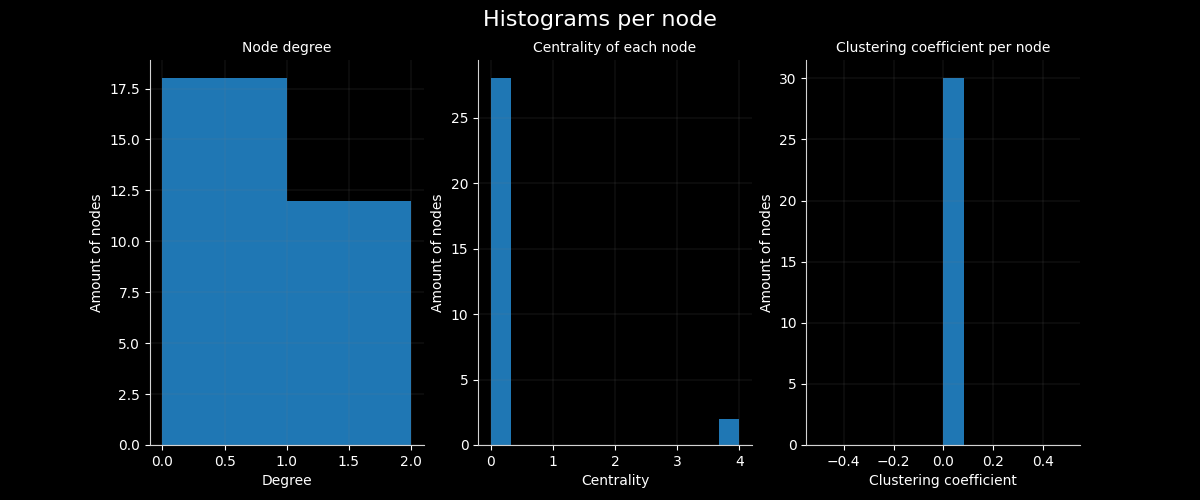 Histograms per node
Node degree
Centrality of each node
Clustering coefficient per node
Amount of nodes
17.5
15.0
12.5
10.0
7.5
5.0
2.5
0.0
0.0 0.5 1.0 1.5 2.0
Degree
Amount of nodes
25
20
15
10
5
0
0 1 2 3 4
Centrality
Amount of nodes
30
25
20
15
10
5
0
−0.4 −0.2 0.0 0.2 0.4
Clustering coefficient